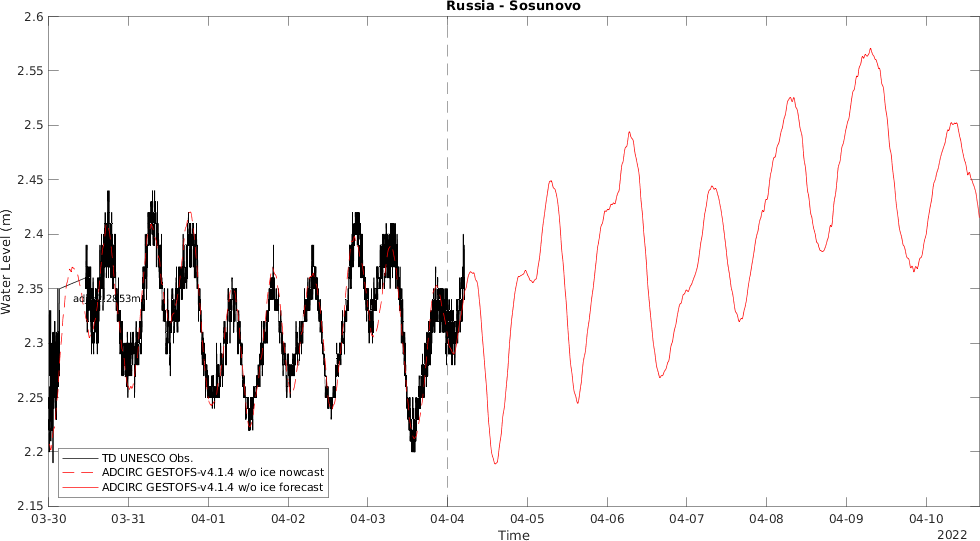 Russia - Sosunovo
2.6
2.55
2.5
2.45
2.4
2.35
2.3
2.25
2.2
2.15
Water Level (m)
TD UNESCO Obs.
ADCIRC GESTOFS-v4.1.4 w/o ice nowcast
ADCIRC GESTOFS-v4.1.4 w/o ice forecast
03-30 03-31 04-01 04-02 04-03 04-04 04-05 04-06 04-07 04-08 04-09 04-10
Time
2022